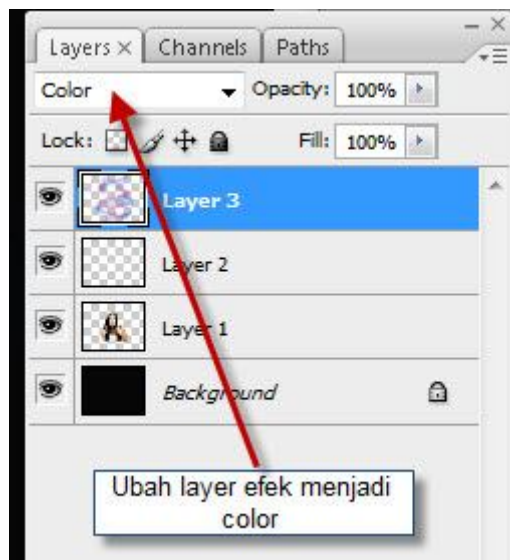 Layers × Channels Paths
Color Opacity: 100%
Lock: Fill: 100%
Layer 3
Layer 2
Layer 1
Background
Ubah layer efek menjadi
color